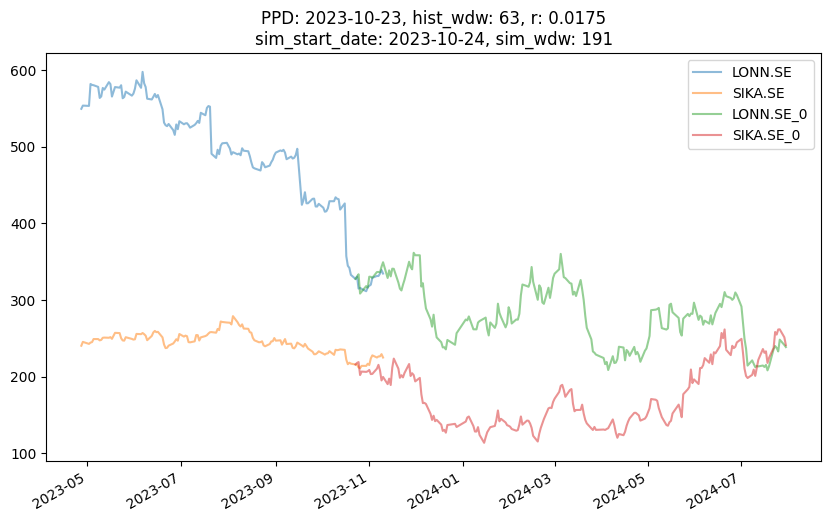 PPD: 2023-10-23, hist_wdw: 63, r: 0.0175
sim_start_date: 2023-10-24, sim_wdw: 191
LONN.SE
SIKA.SE
LONN.SE_0
SIKA.SE_0
600
500
400
300
200
100
2023-05
2023-07
2023-09
2023-11
2024-01
2024-03
2024-05
2024-07